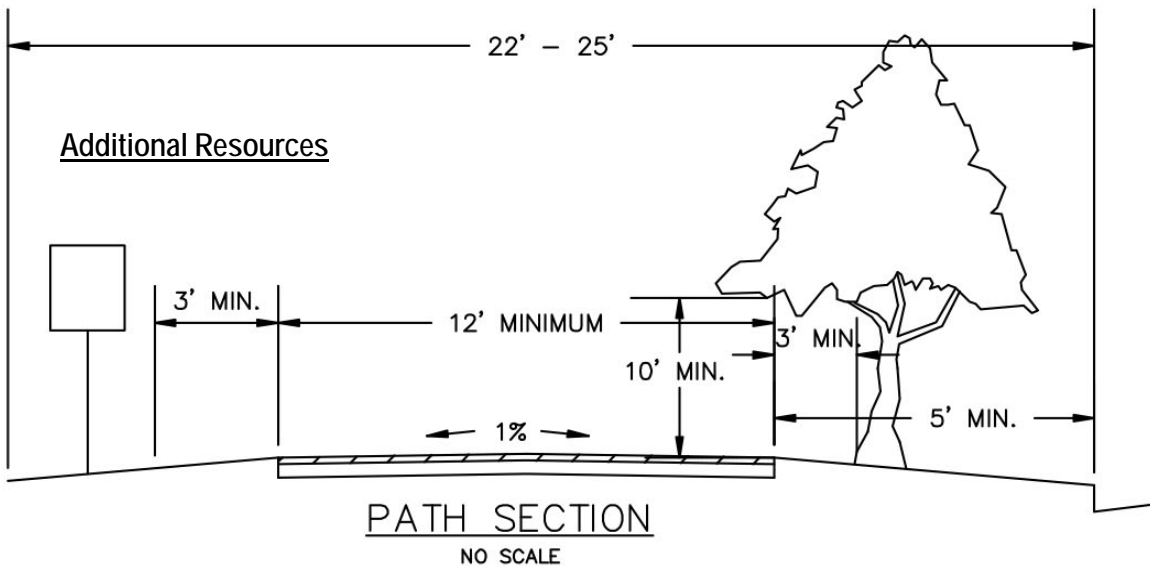 22' - 25'
Additional Resources
3' MIN.
12' MINIMUM
3' MIN.
10' MIN.
5' MIN.
1%
PATH SECTION
NO SCALE